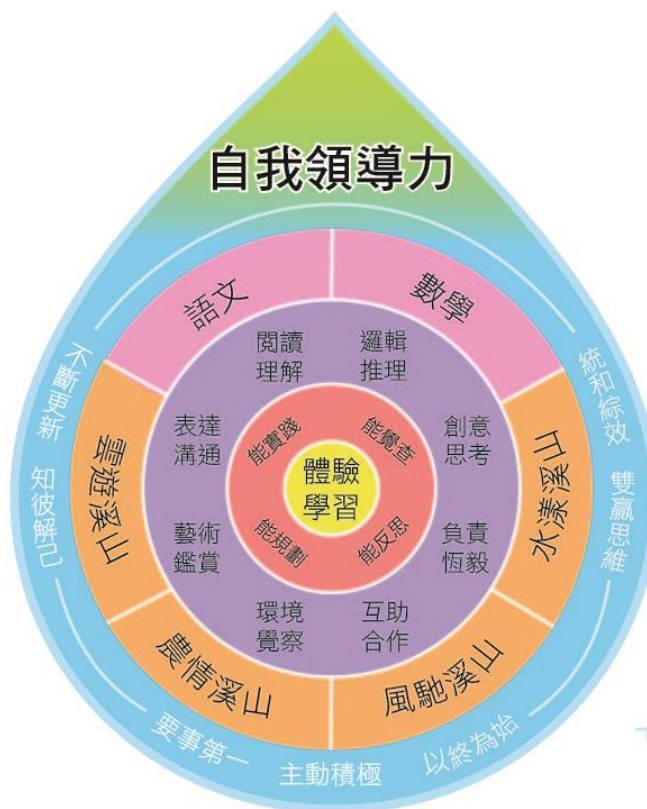 自我領導力
語文
數學
閱讀
理解
邏輯
推理
不斷更新
統和綜效
表達
溝通
能實踐
能覺查
創意
思考
雲遊溪山
體驗
學習
水漾溪山
知彼解己
雙贏思維
藝術
鑑賞
能規劃
能反思
負責
恆毅
環境
覺察
互助
合作
農情溪山
風馳溪山
要事第一
主動積極
以終為始